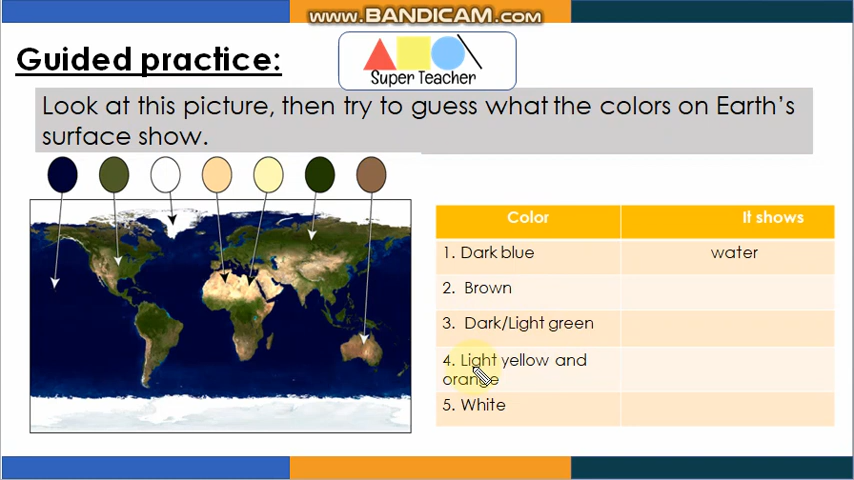 www.BANDICAM.com
Guided practice:
Super Teacher
Look at this picture, then try to guess what the colors on Earth's
surface show.
Color It shows
1. Dark blue water
2. Brown
3. Dark/Light green
4. Light yellow and
orange
5. White